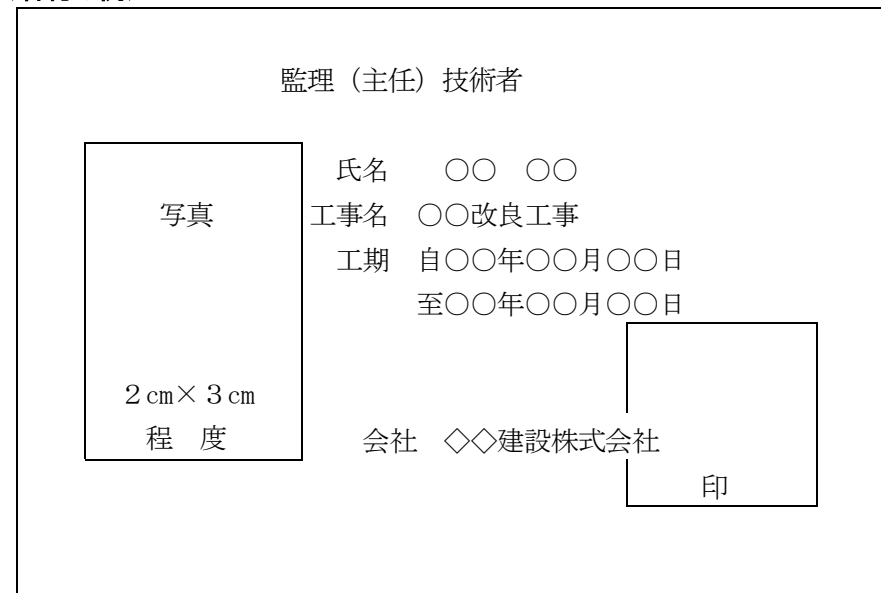 監理（主任）技術者
氏名　　○○　○○
写真
工事名　○○改良工事
工期　自○○年○○月○○日
至○○年○○月○○日
２cm×３cm
程　度
会社　◇◇建設株式会社
印